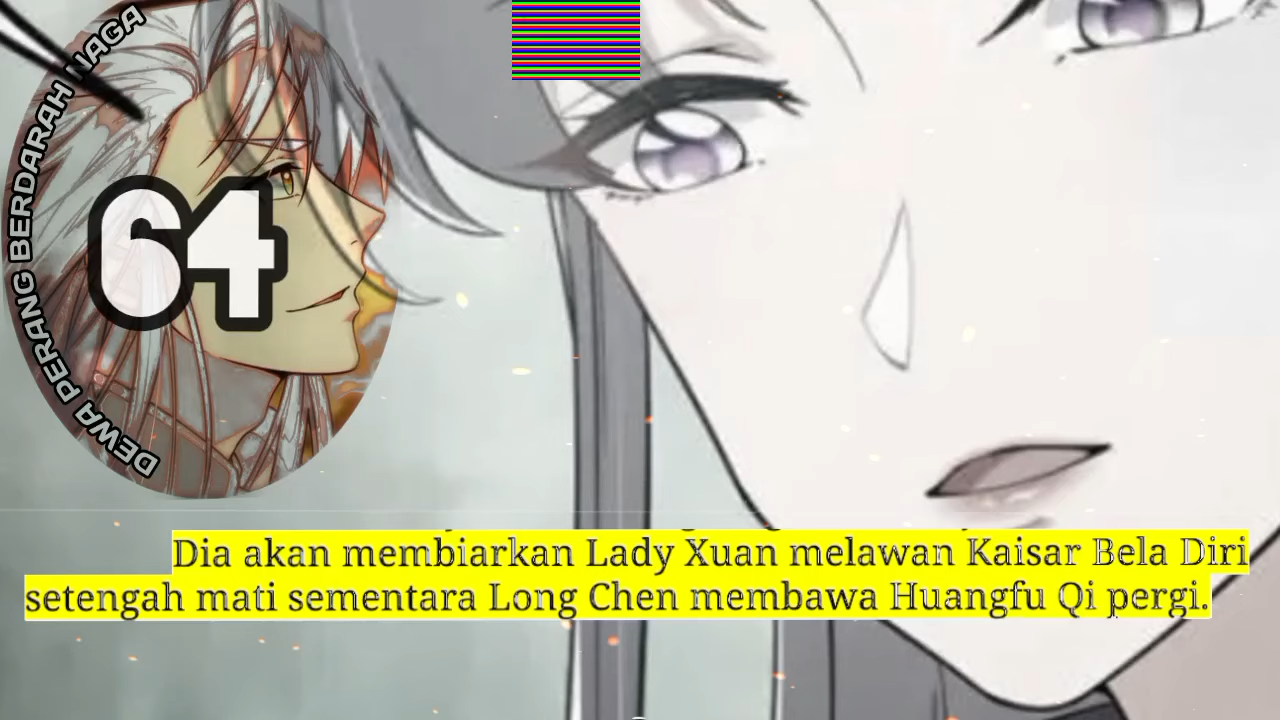 DEWA PERANG BERDARAH NAGA
64
Dia akan membiarkan Lady Xuan melawan Kaisar Bela Diri
setengah mati sementara Long Chen membawa Huangfu Qi pergi.